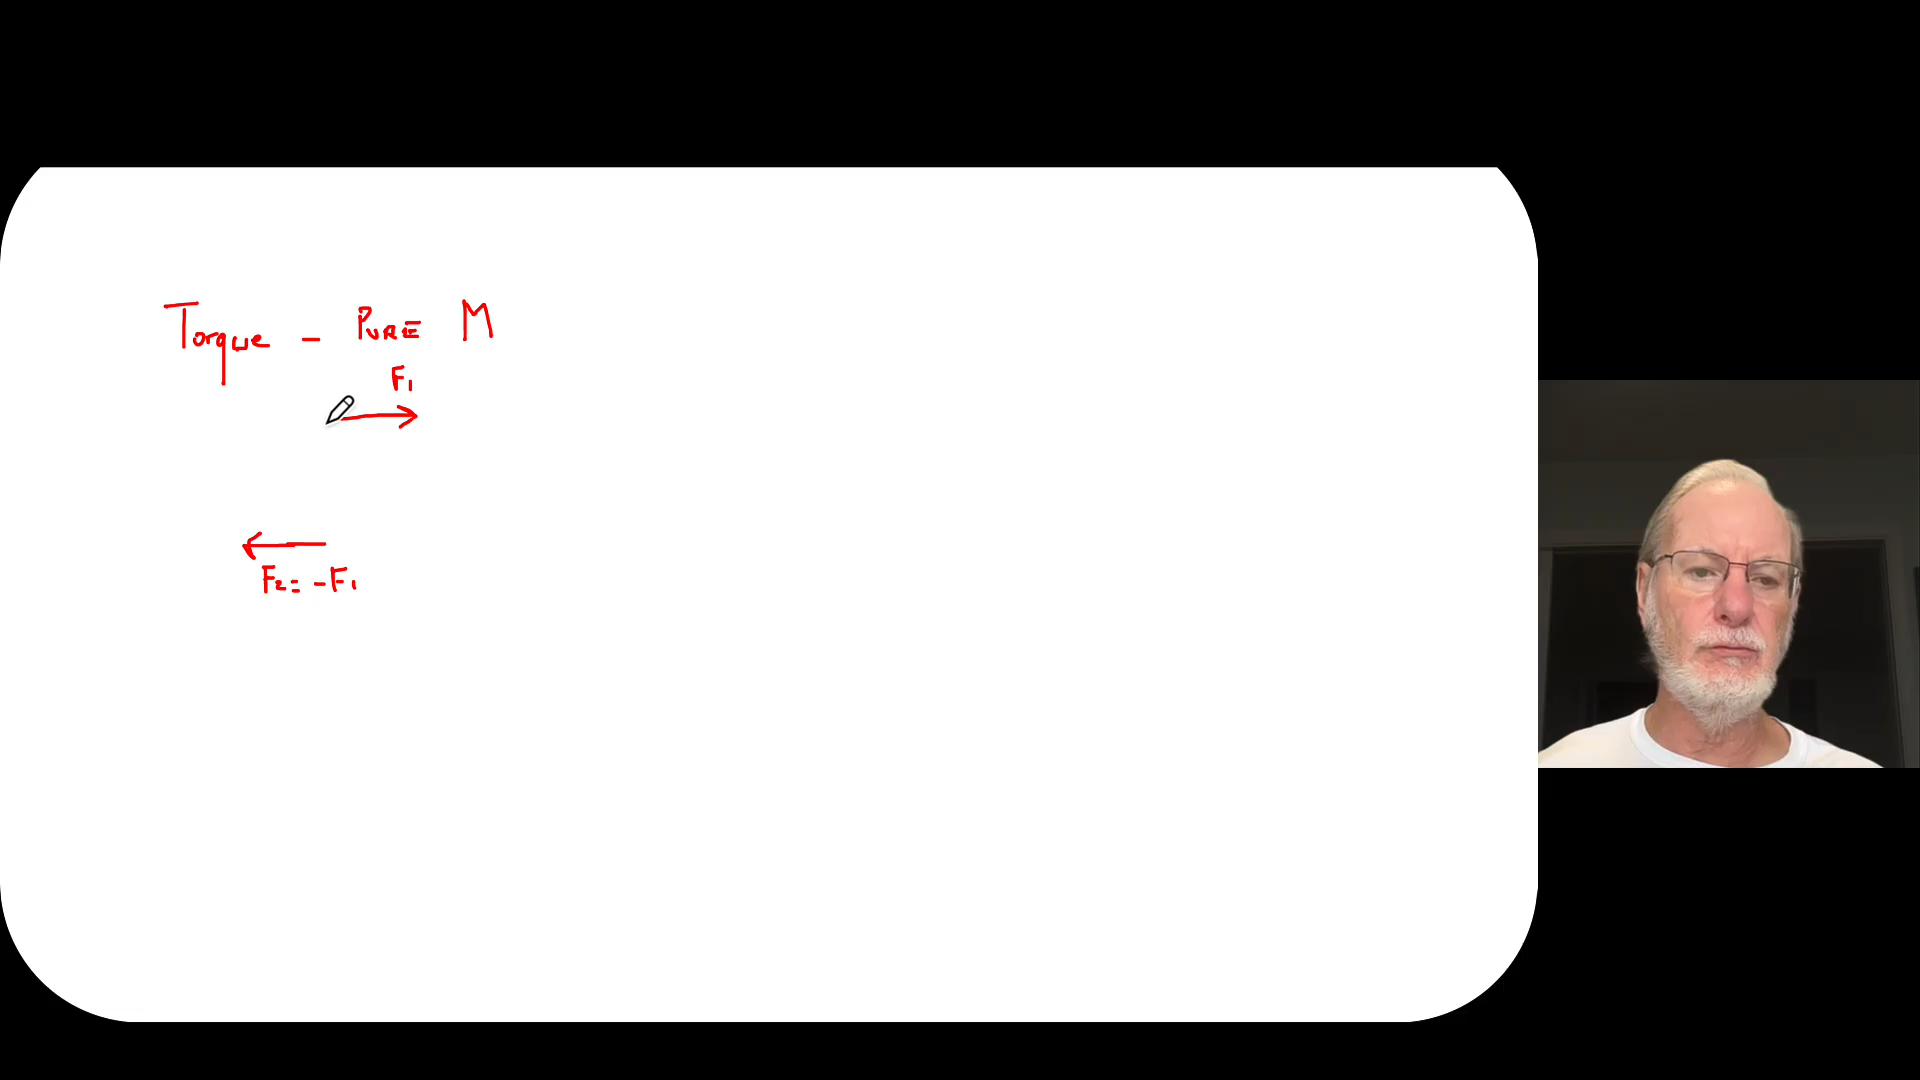 Torque - PURE M
F₁
F₂ = -F₁